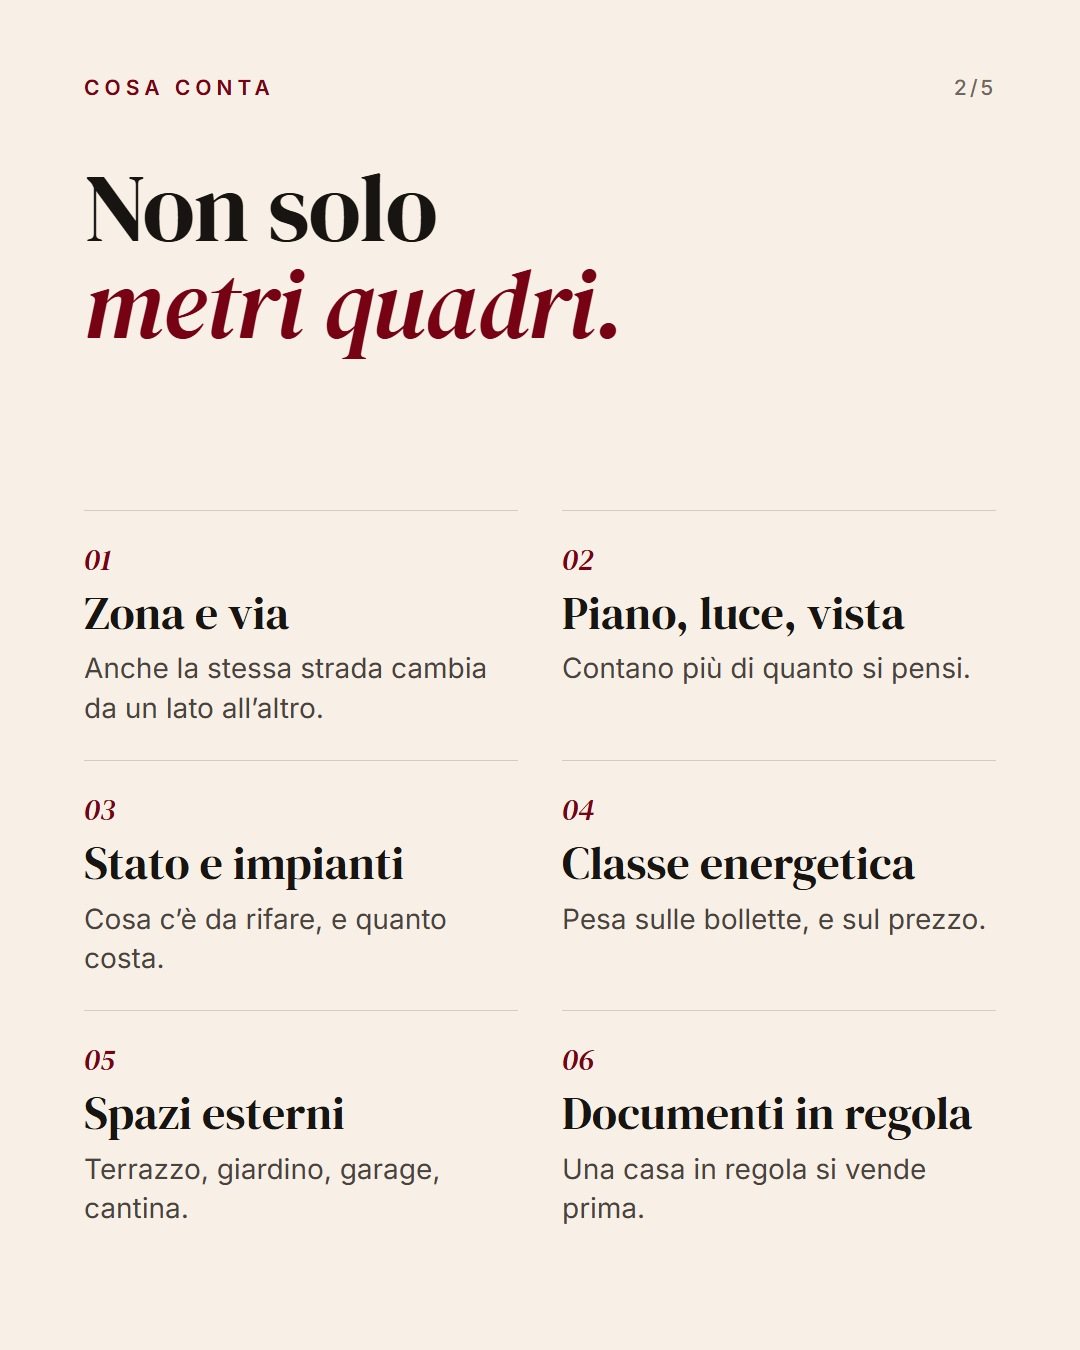 COSA CONTA
2/5
Non solo
metri quadri.
01
Zona e via
Anche la stessa strada cambia
da un lato all’altro.
02
Piano, luce, vista
Contano più di quanto si pensi.
03
Stato e impianti
Cosa c’è da rifare, e quanto
costa.
04
Classe energetica
Pesa sulle bollette, e sul prezzo.
05
Spazi esterni
Terrazzo, giardino, garage,
cantina.
06
Documenti in regola
Una casa in regola si vende
prima.